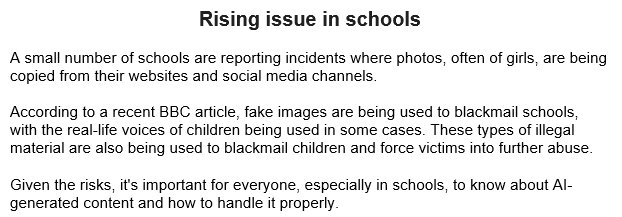 Rising issue in schools
A small number of schools are reporting incidents where photos, often of girls, are being
copied from their websites and social media channels.
According to a recent BBC article, fake images are being used to blackmail schools,
with the real-life voices of children being used in some cases. These types of illegal
material are also being used to blackmail children and force victims into further abuse.
Given the risks, it's important for everyone, especially in schools, to know about AI-
generated content and how to handle it properly.